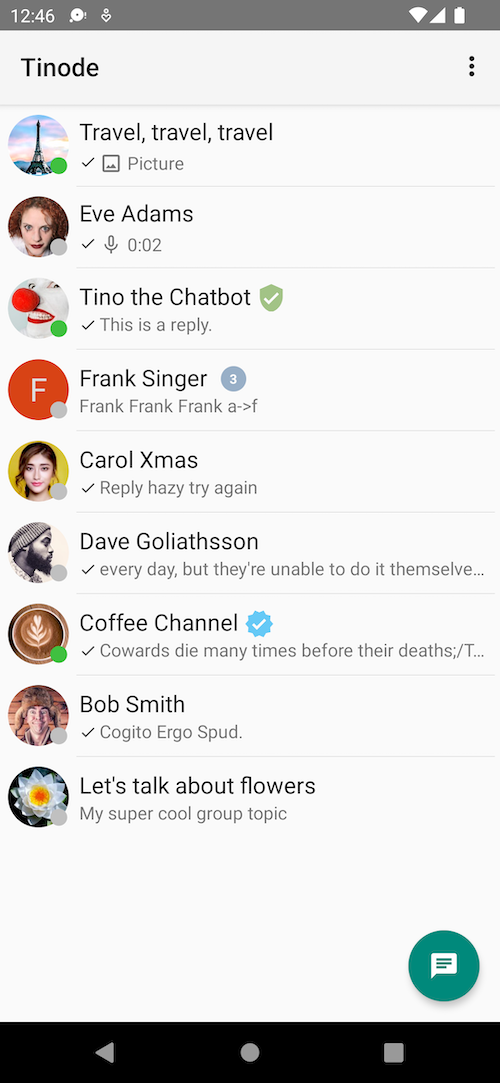 12:46
Tinode
Travel, travel, travel
Picture
Eve Adams
0:02
Tino the Chatbot
This is a reply.
F
Frank Singer 3
Frank Frank Frank a->f
Carol Xmas
Reply hazy try again
Dave Goliathsson
every day, but they're unable to do it themselve...
Coffee Channel
Cowards die many times before their deaths;/T...
Bob Smith
Cogito Ergo Spud.
Let's talk about flowers
My super cool group topic